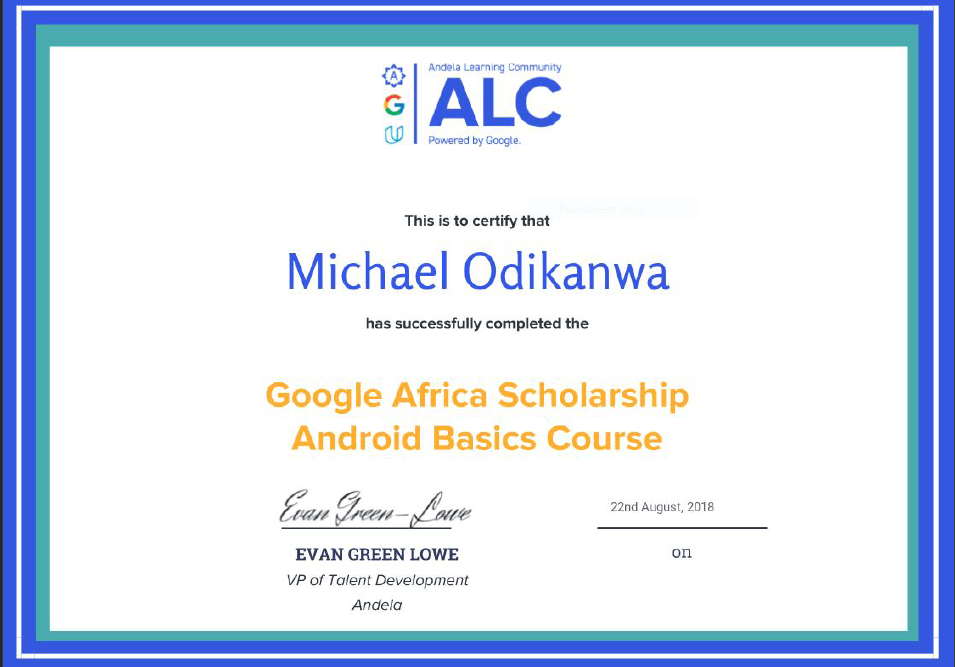 Andela Learning Community
ALC
Powered by Google.
This is to certify that
Michael Odikanwa
has successfully completed the
Google Africa Scholarship
Android Basics Course
Evan Green-Lowe
22nd August, 2018
EVAN GREEN LOWE
on
VP of Talent Development
Andela